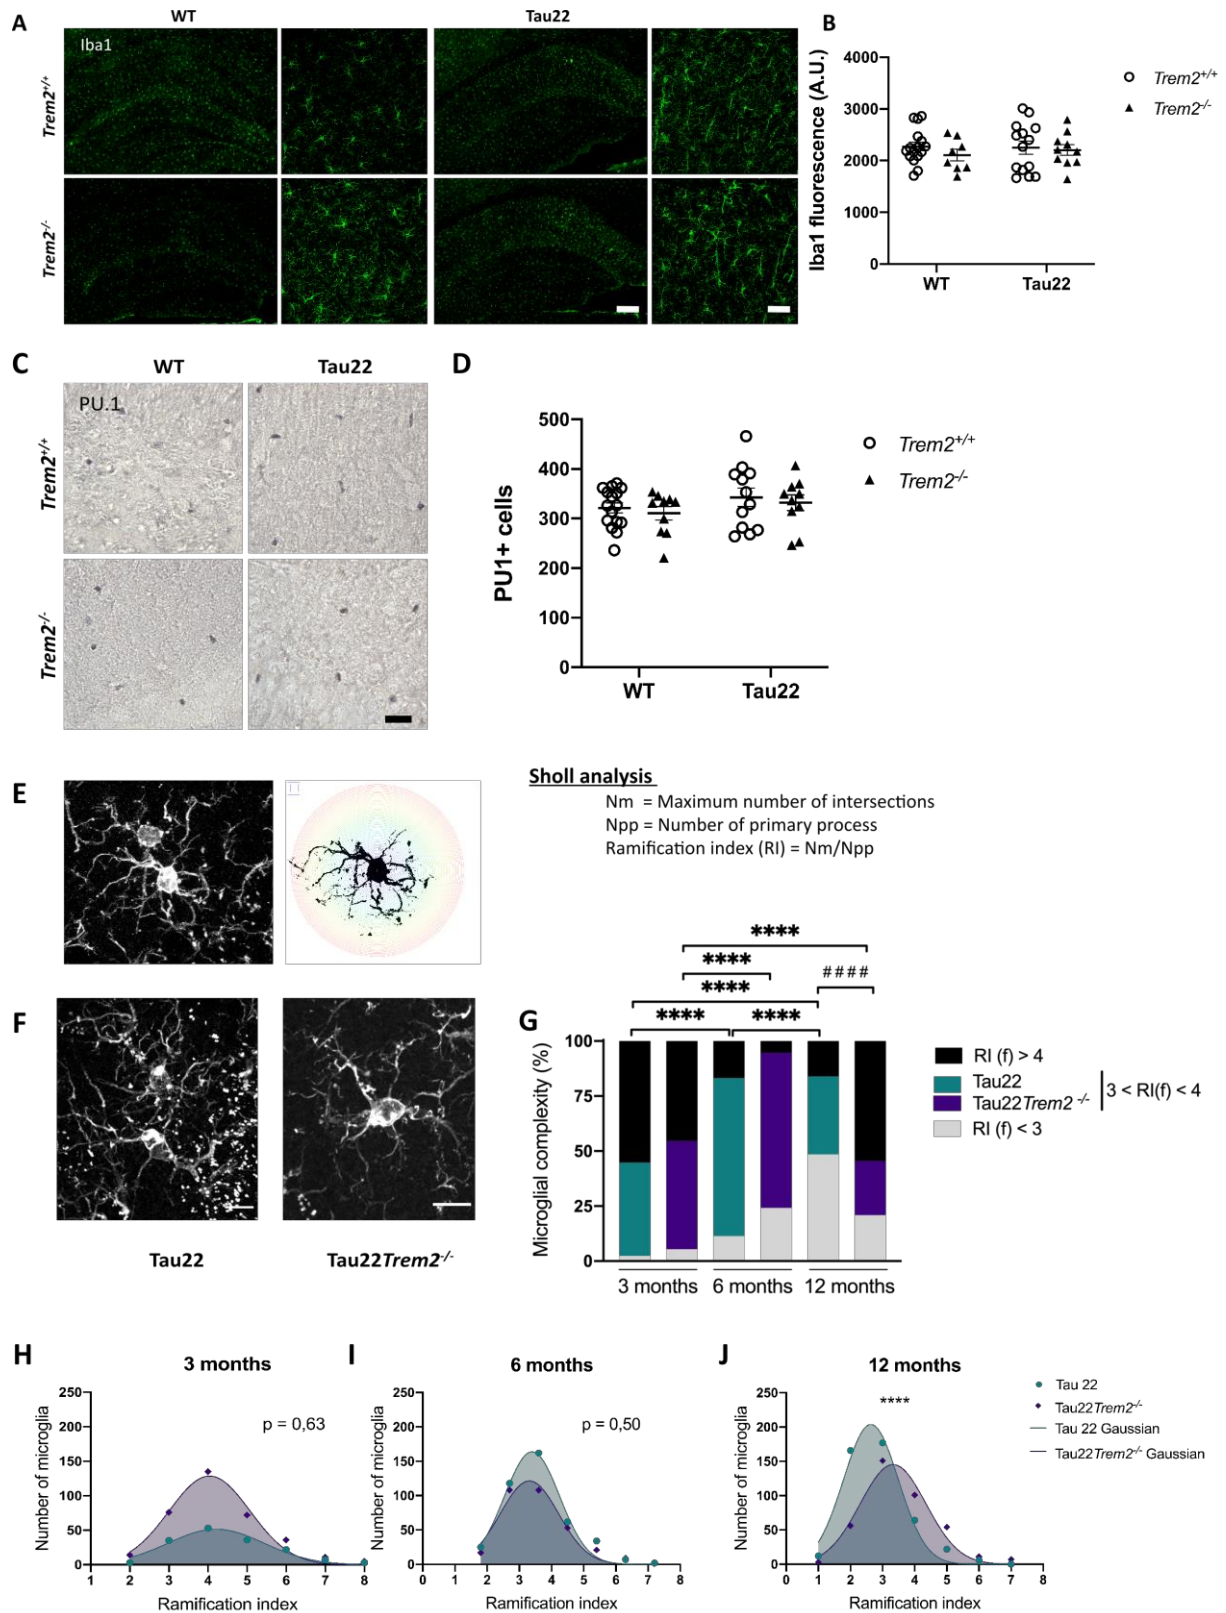 A
WT
Tau22
Iba1
Trem2+/+
Trem2-/-
B
Iba1 fluorescence (A.U.)
4000
3000
2000
1000
0
WT
Tau22
Trem2+/+
Trem2-/-
C
WT
Tau22
PU.1
Trem2+/+
Trem2-/-
D
PU1+ cells
500
400
300
200
100
0
WT
Tau22
Trem2+/+
Trem2-/-
E
Sholl analysis
Nm = Maximum number of intersections
Npp = Number of primary process
Ramification index (RI) = Nm/Npp
F
Tau22
Tau22Trem2-/-
G
****
****
****
####
****
****
Microglial complexity (%)
100
75
50
25
0
3 months
6 months
12 months
RI (f) > 4
Tau22
Tau22Trem2 -/-
3 < RI(f) < 4
RI (f) < 3
H
3 months
Number of microglia
250
200
150
100
50
0
p = 0,63
1 2 3 4 5 6 7 8
Ramification index
I
6 months
Number of microglia
250
200
150
100
50
0
p = 0,50
1 2 3 4 5 6 7 8
Ramification index
J
12 months
Number of microglia
250
200
150
100
50
0
****
0 1 2 3 4 5 6 7 8
Ramification index
Tau 22
Tau22Trem2-/-
Tau 22 Gaussian
Tau22Trem2-/- Gaussian